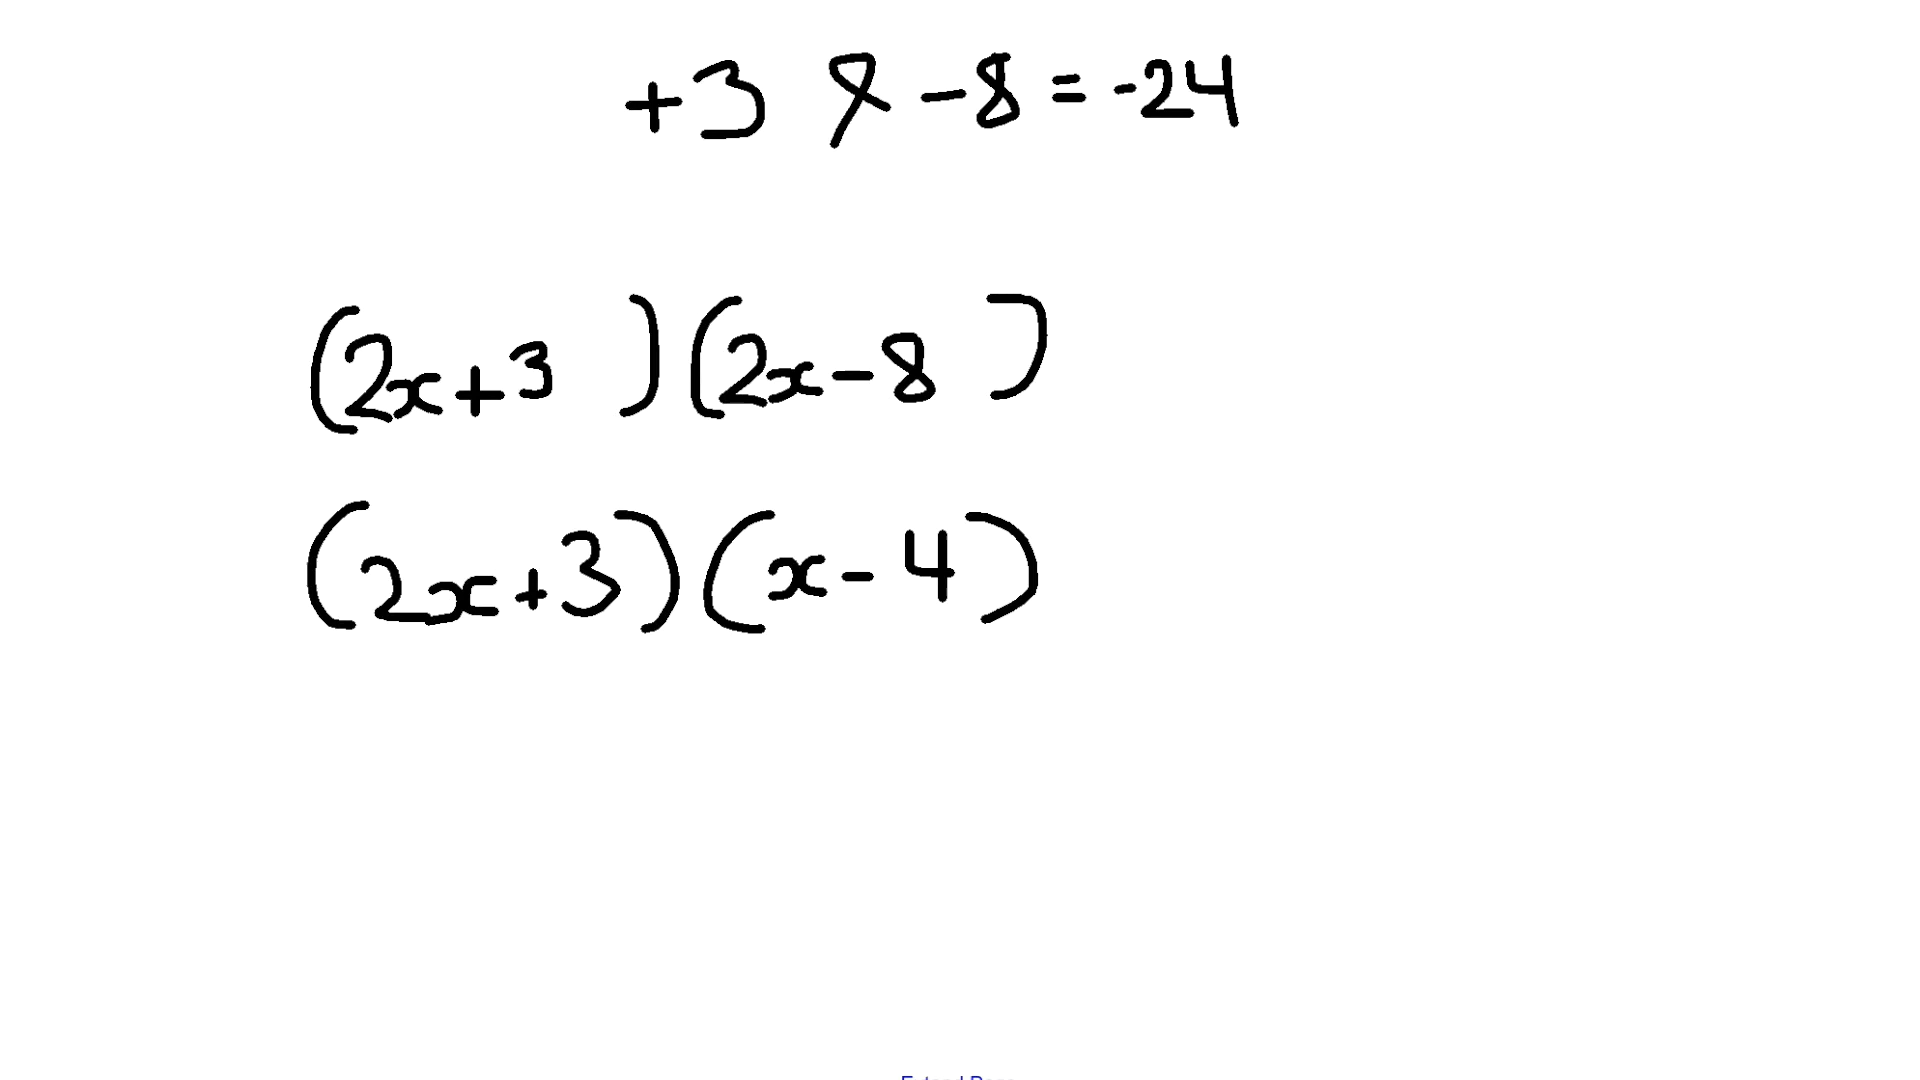 +3 x -8 = -24
(2x+3 )(2x-8 )
(2x+3)(x-4)